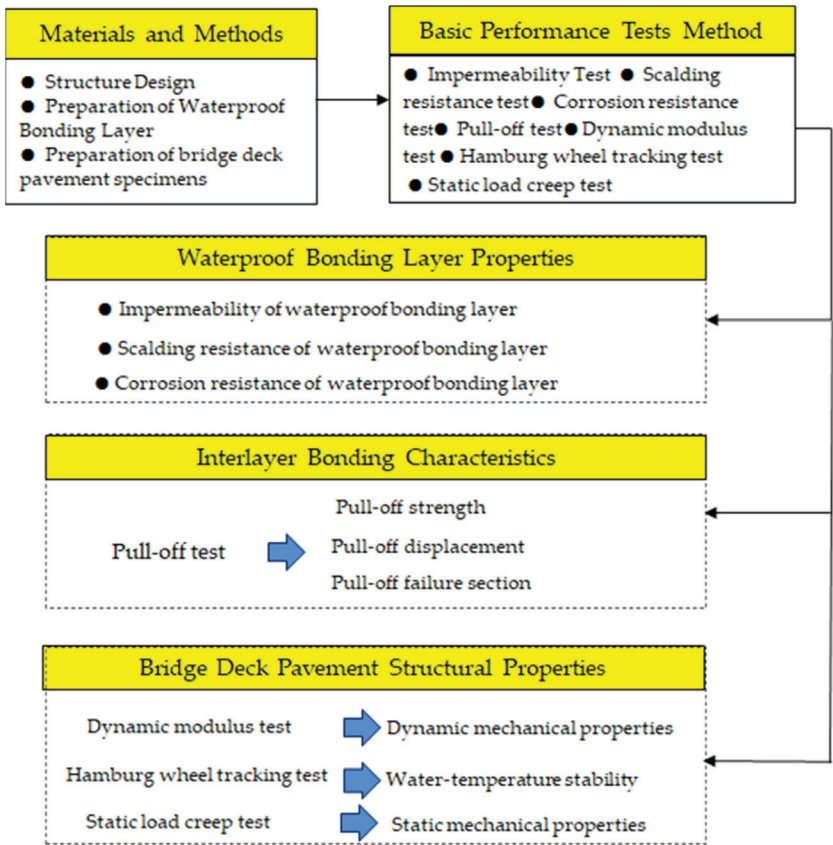 Materials and Methods
● Structure Design
● Preparation of Waterproof
Bonding Layer
● Preparation of bridge deck
pavement specimens
Basic Performance Tests Method
● Impermeability Test ● Scalding
resistance test● Corrosion resistance
test● Pull-off test ● Dynamic modulus
test ● Hamburg wheel tracking test
● Static load creep test
Waterproof Bonding Layer Properties
● Impermeability of waterproof bonding layer
● Scalding resistance of waterproof bonding layer
● Corrosion resistance of waterproof bonding layer
Interlayer Bonding Characteristics
Pull-off test
Pull-off strength
Pull-off displacement
Pull-off failure section
Bridge Deck Pavement Structural Properties
Dynamic modulus test Dynamic mechanical properties
Hamburg wheel tracking test Water-temperature stability
Static load creep test Static mechanical properties